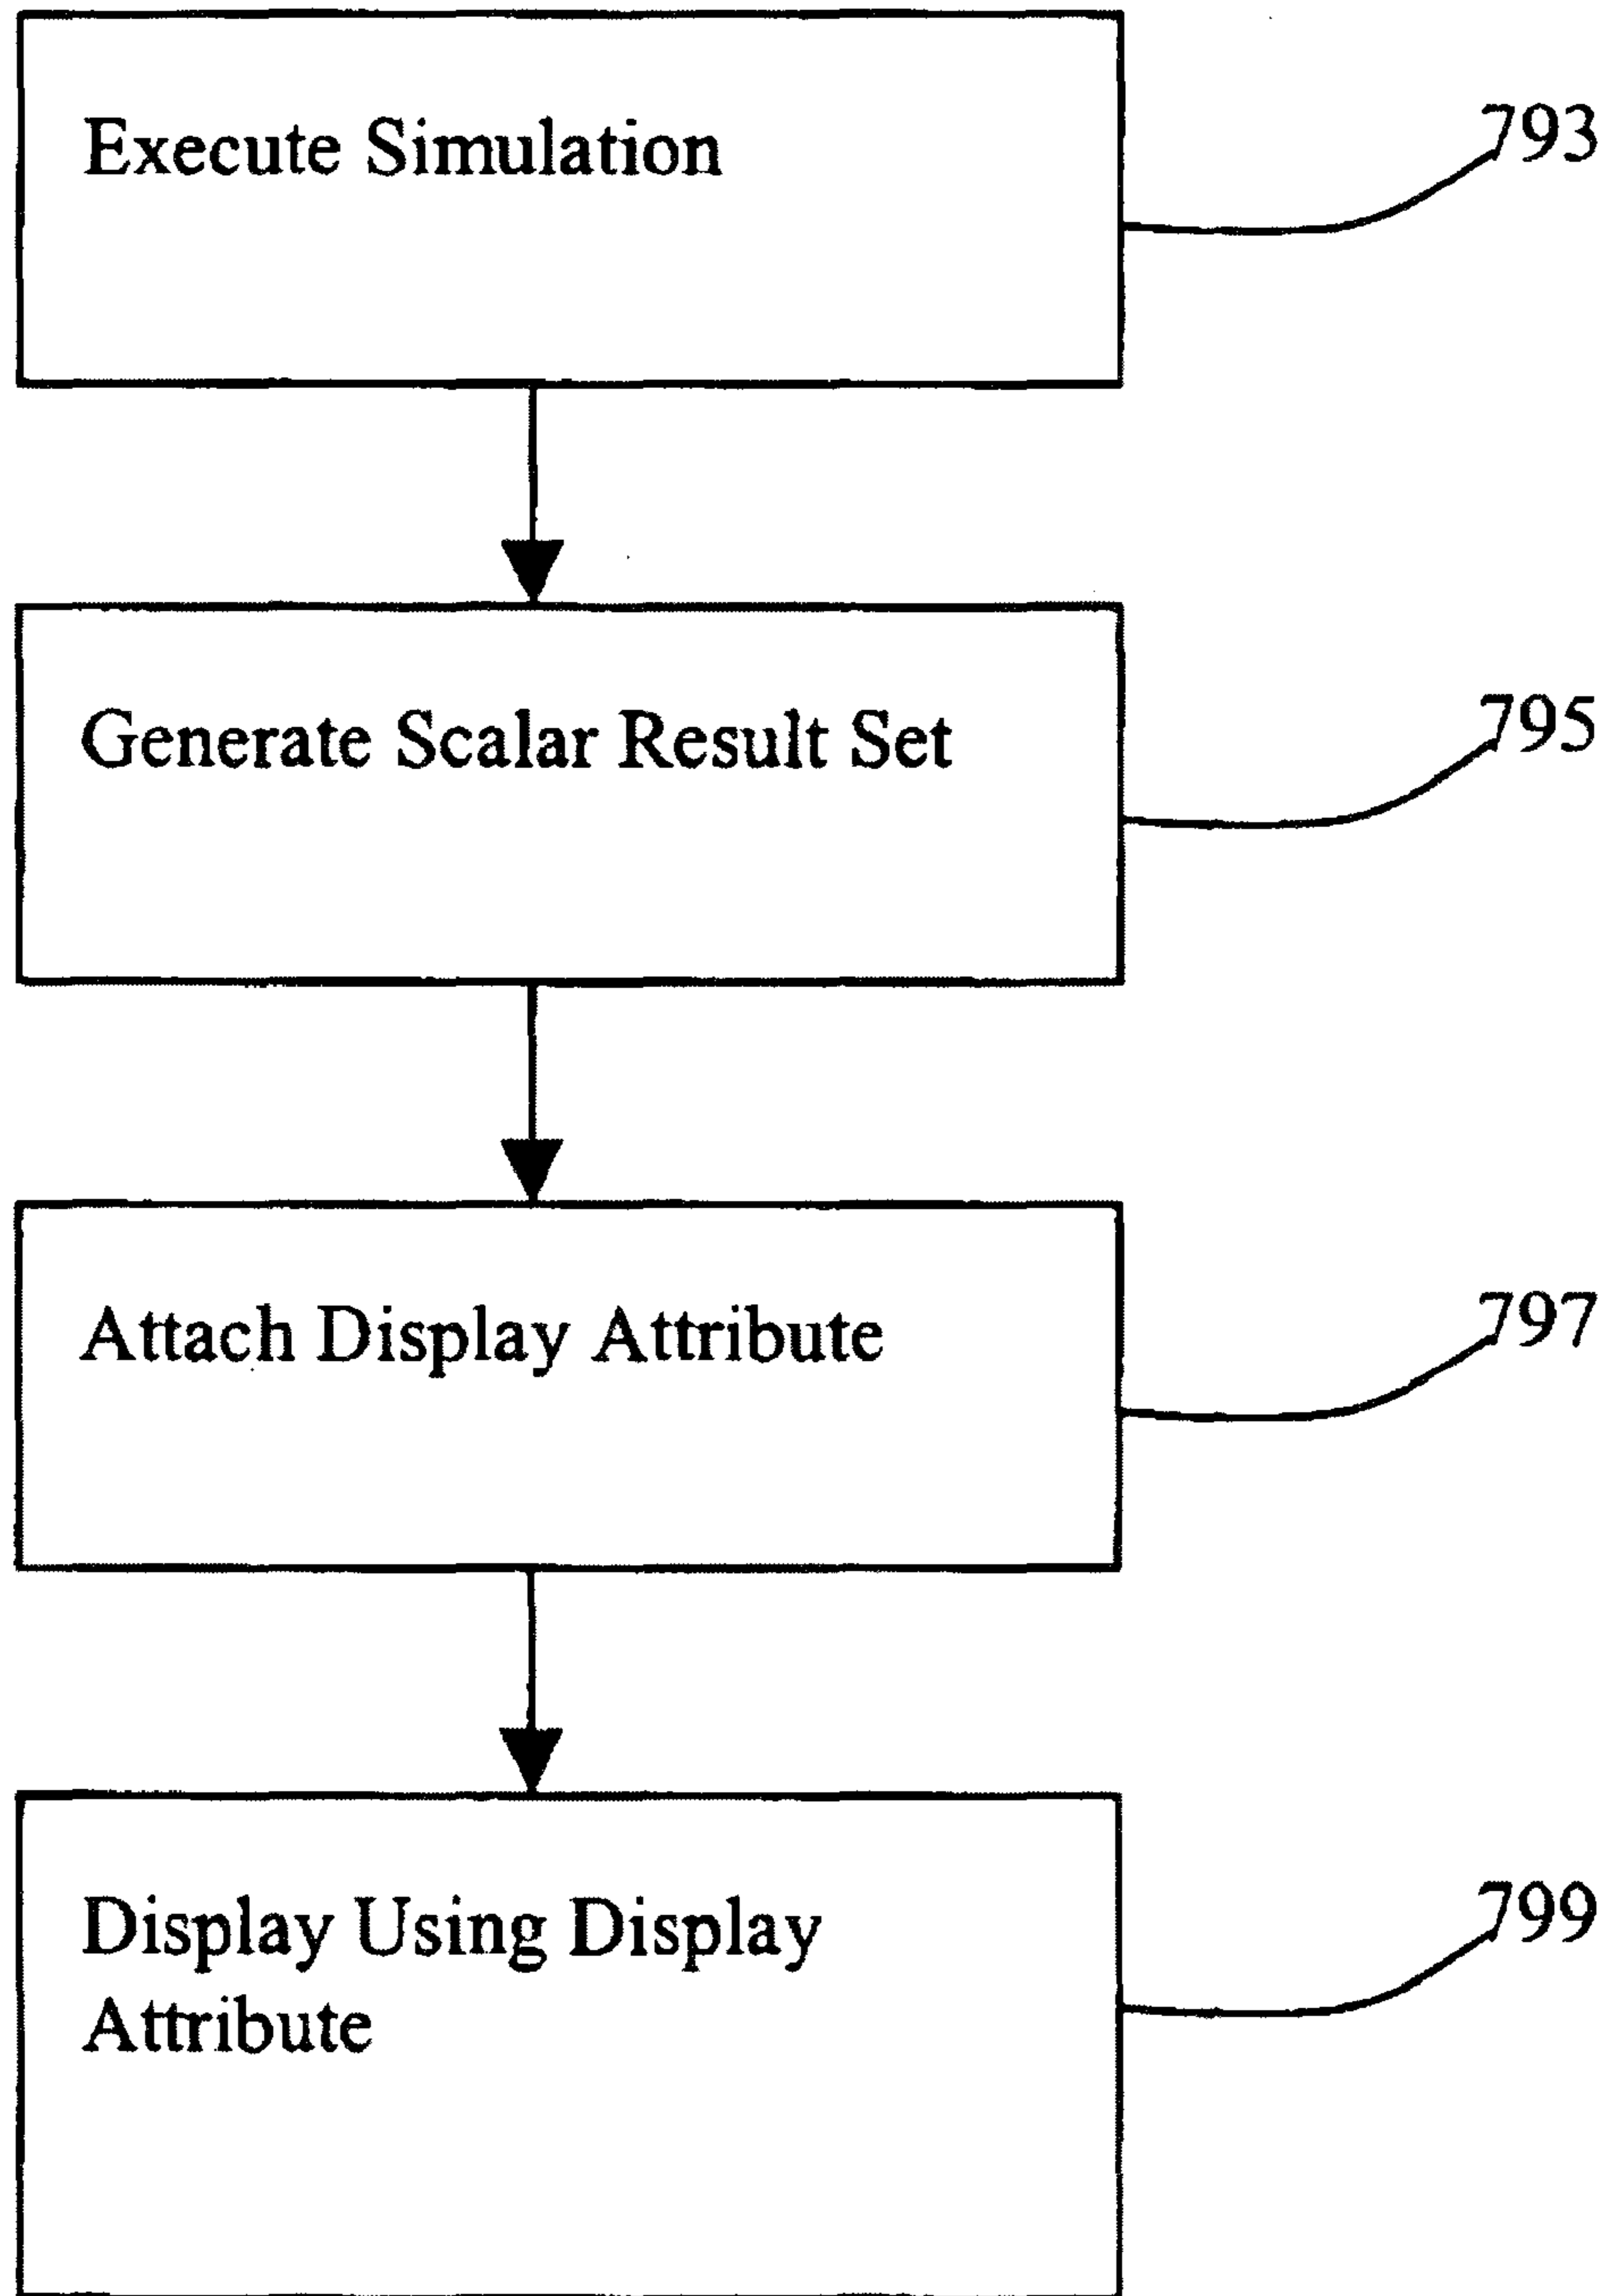 Execute Simulation
793
Generate Scalar Result Set
795
Attach Display Attribute
797
Display Using Display
Attribute
799